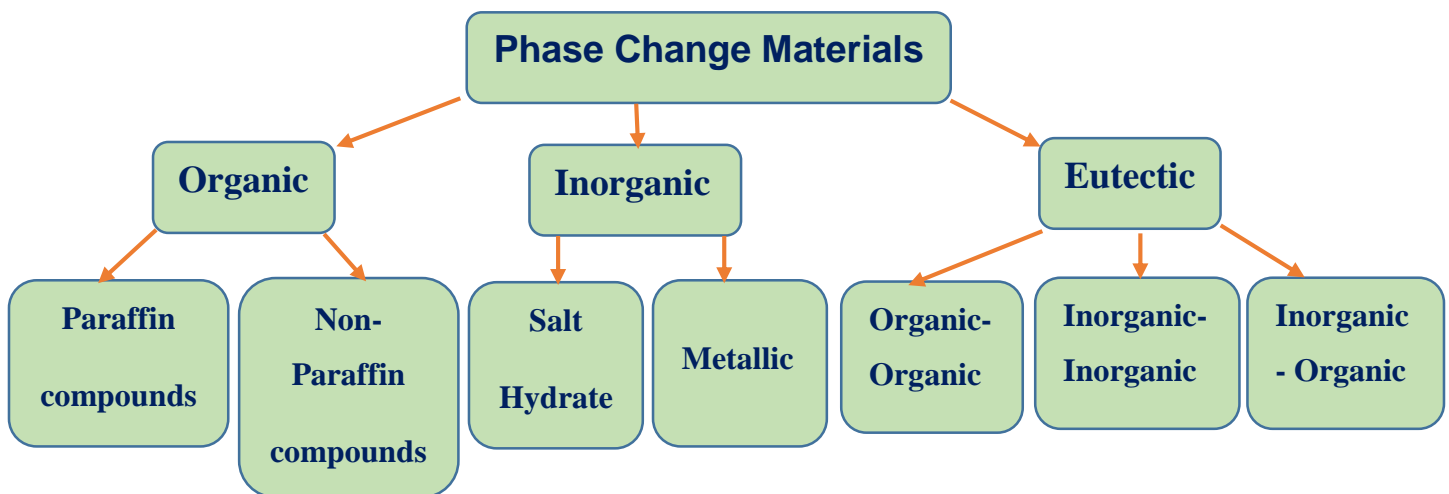 Phase Change Materials
Organic
Inorganic
Eutectic
Paraffin
compounds
Non-
Paraffin
compounds
Salt
Hydrate
Metallic
Organic-
Organic
Inorganic-
Inorganic
Inorganic
- Organic